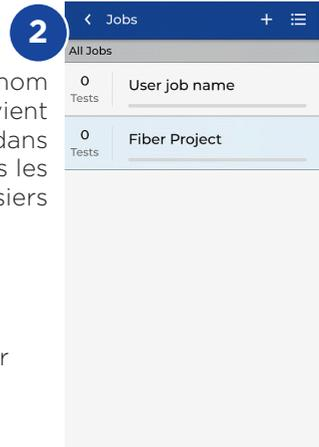 2
nom
vient
dans
s les
siers
r
Jobs
All Jobs
0
Tests
User job name
0
Tests
Fiber Project